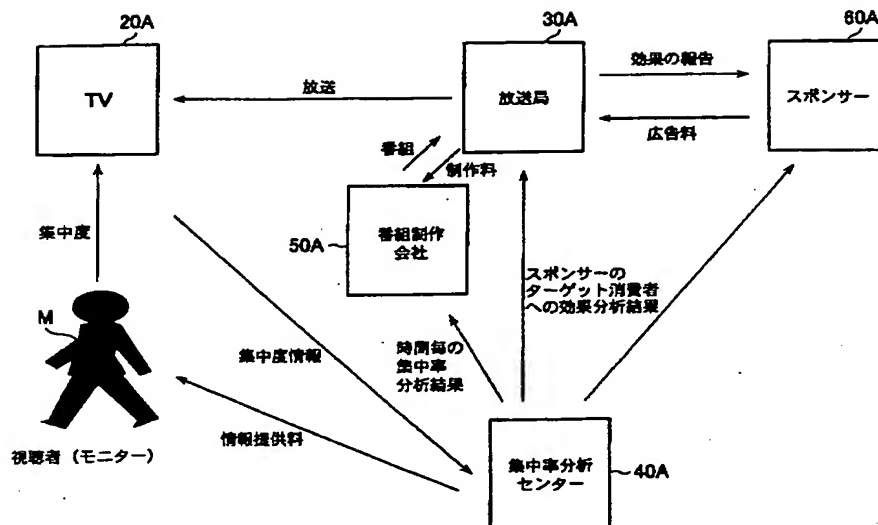 20A
30A
60A
TV
放送
放送局
効果の報告
スポンサー
広告料
番組
制作料
集中度
50A
番組制作
会社
スポンサーの
ターゲット消費者
への効果分析結果
M
集中度情報
時間毎の
集中率
分析結果
情報提供料
視聴者（モニター）
集中率分析
センター
40A